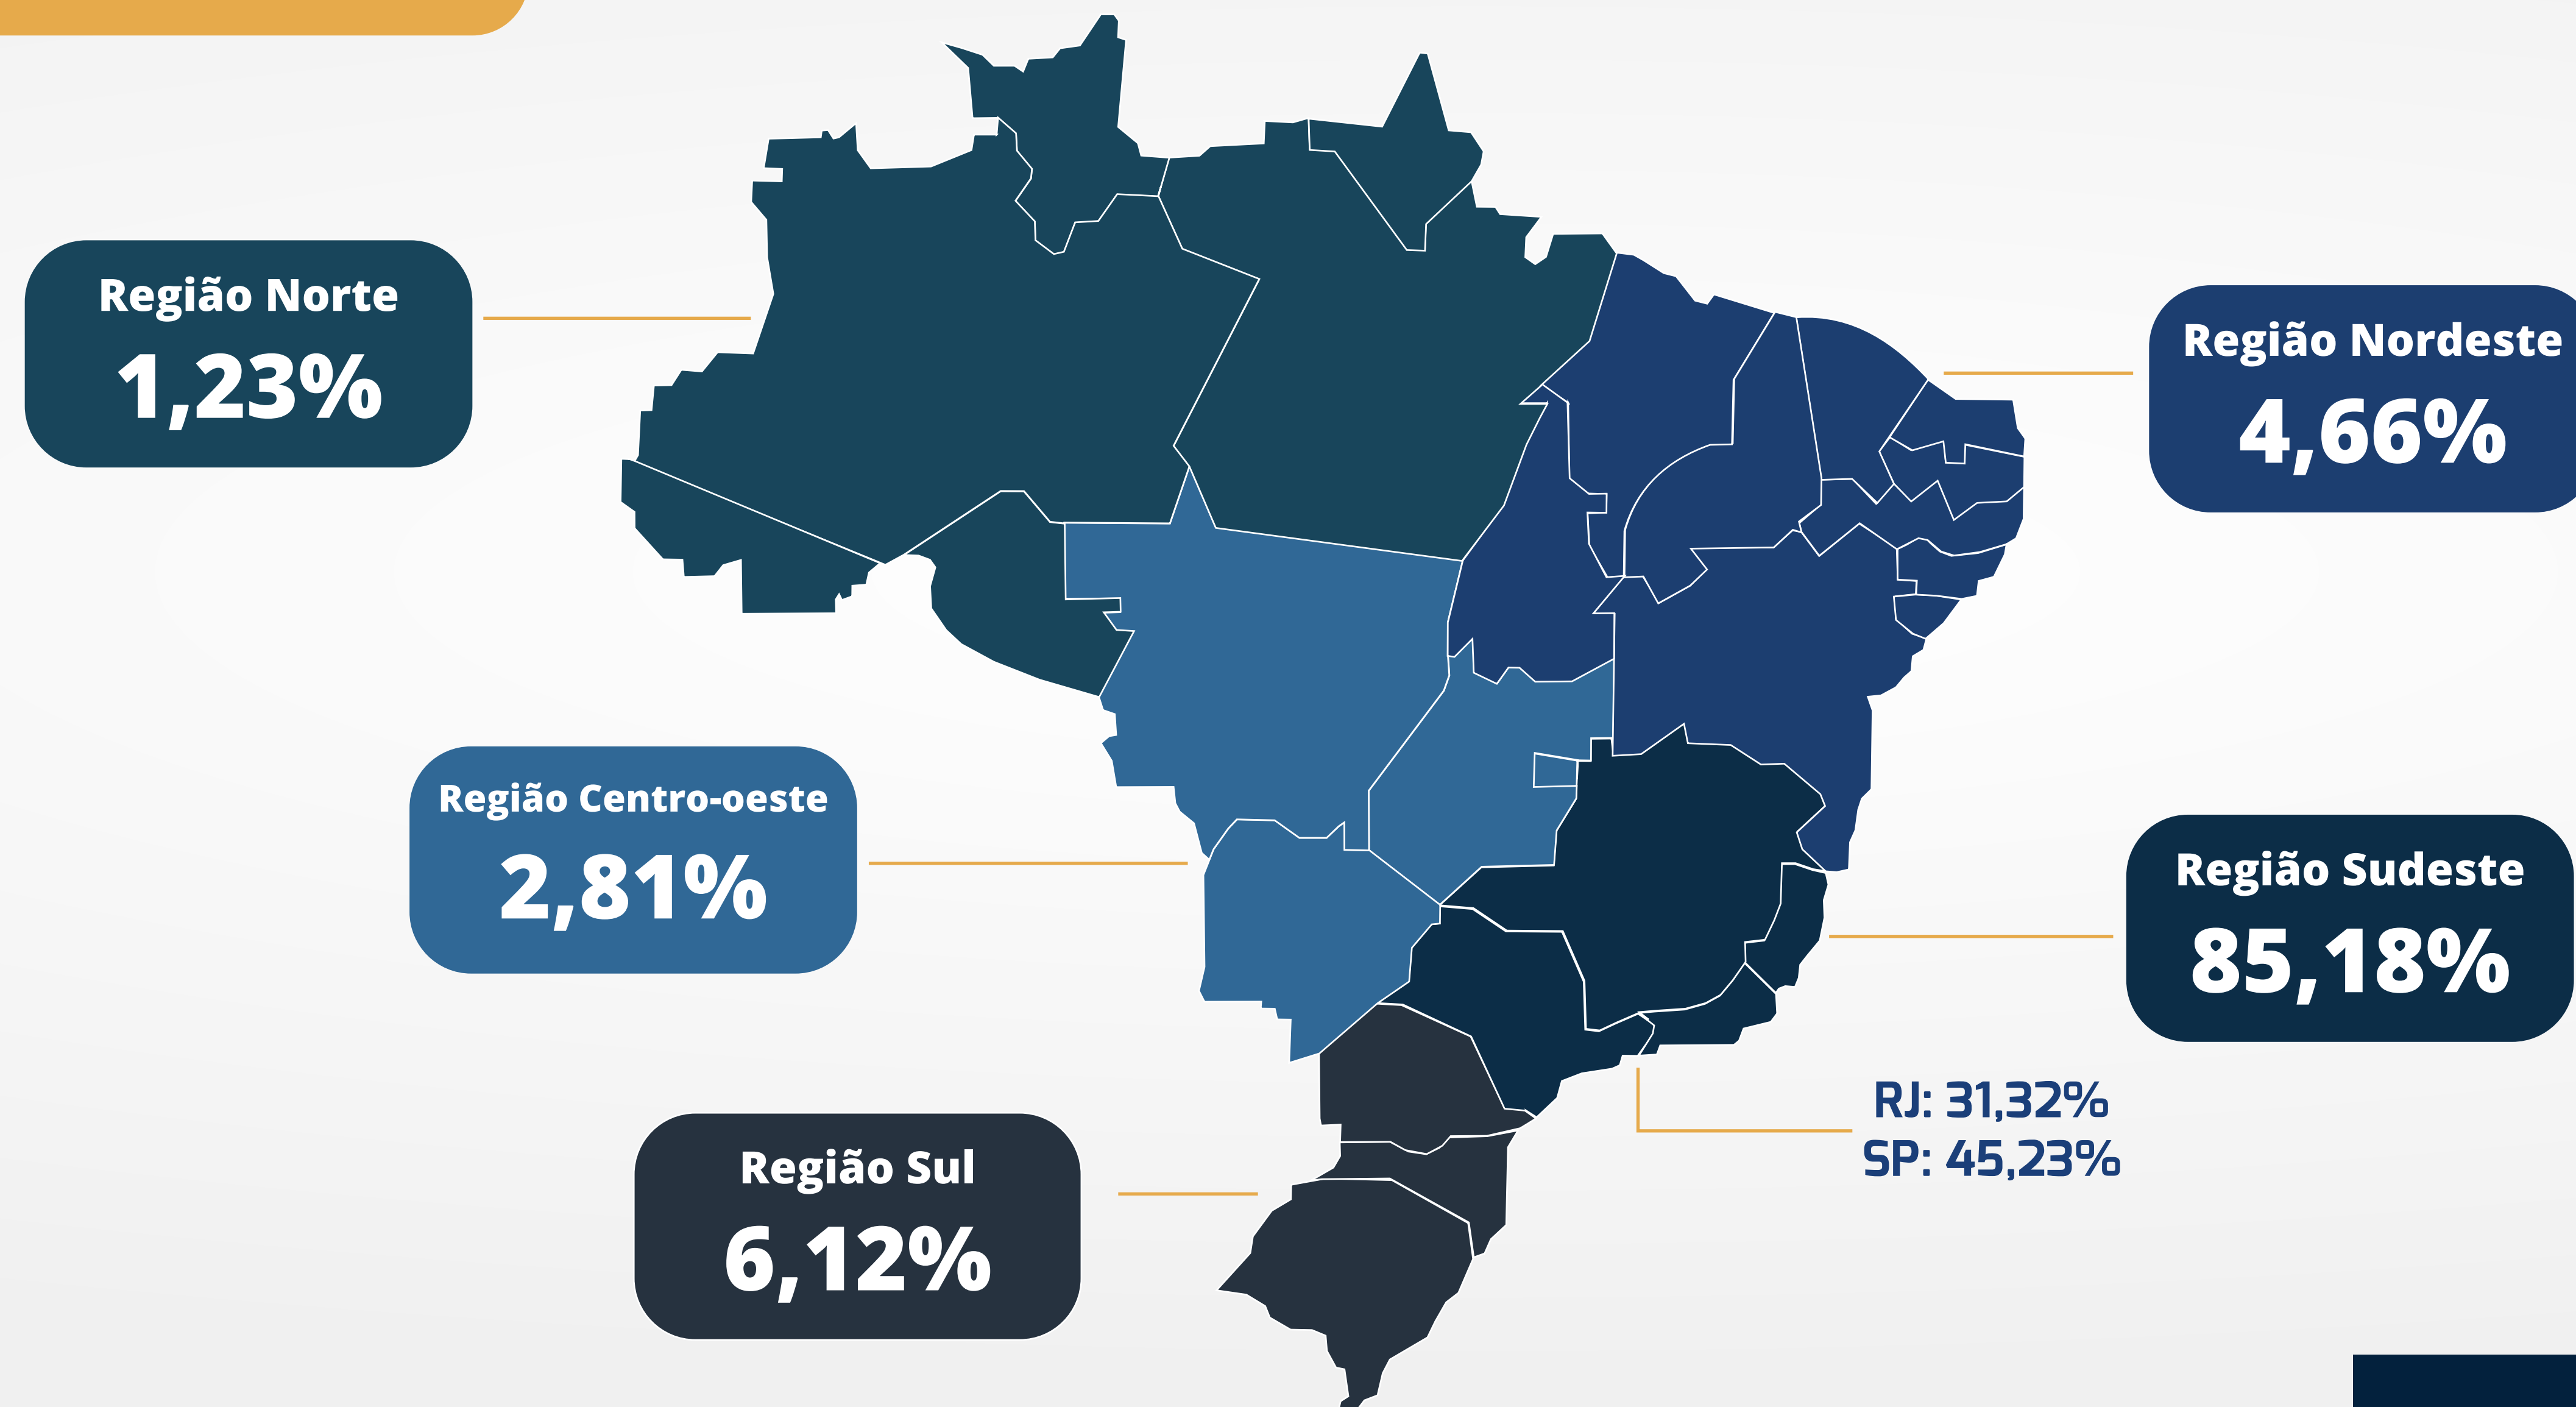 Região Norte
1,23%
Região Nordeste
4,66%
Região Centro-oeste
2,81%
Região Sudeste
85,18%
RJ: 31,32%
SP: 45,23%
Região Sul
6,12%